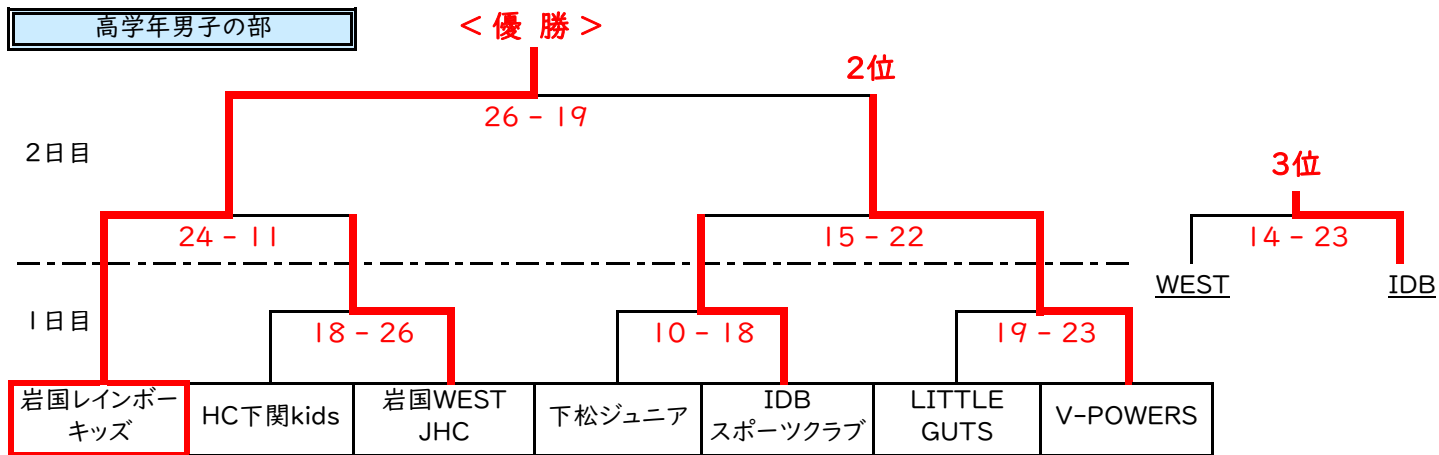 高学年男子の部
<優 勝>
2位
26 - 19
2日目
3位
24 - 11
15 - 22
14 - 23
WEST
IDB
1日目
18 - 26
10 - 18
19 - 23
岩国レインボー
キッズ
HC下関kids
岩国WEST
JHC
下松ジュニア
IDB
スポーツクラブ
LITTLE
GUTS
V-POWERS